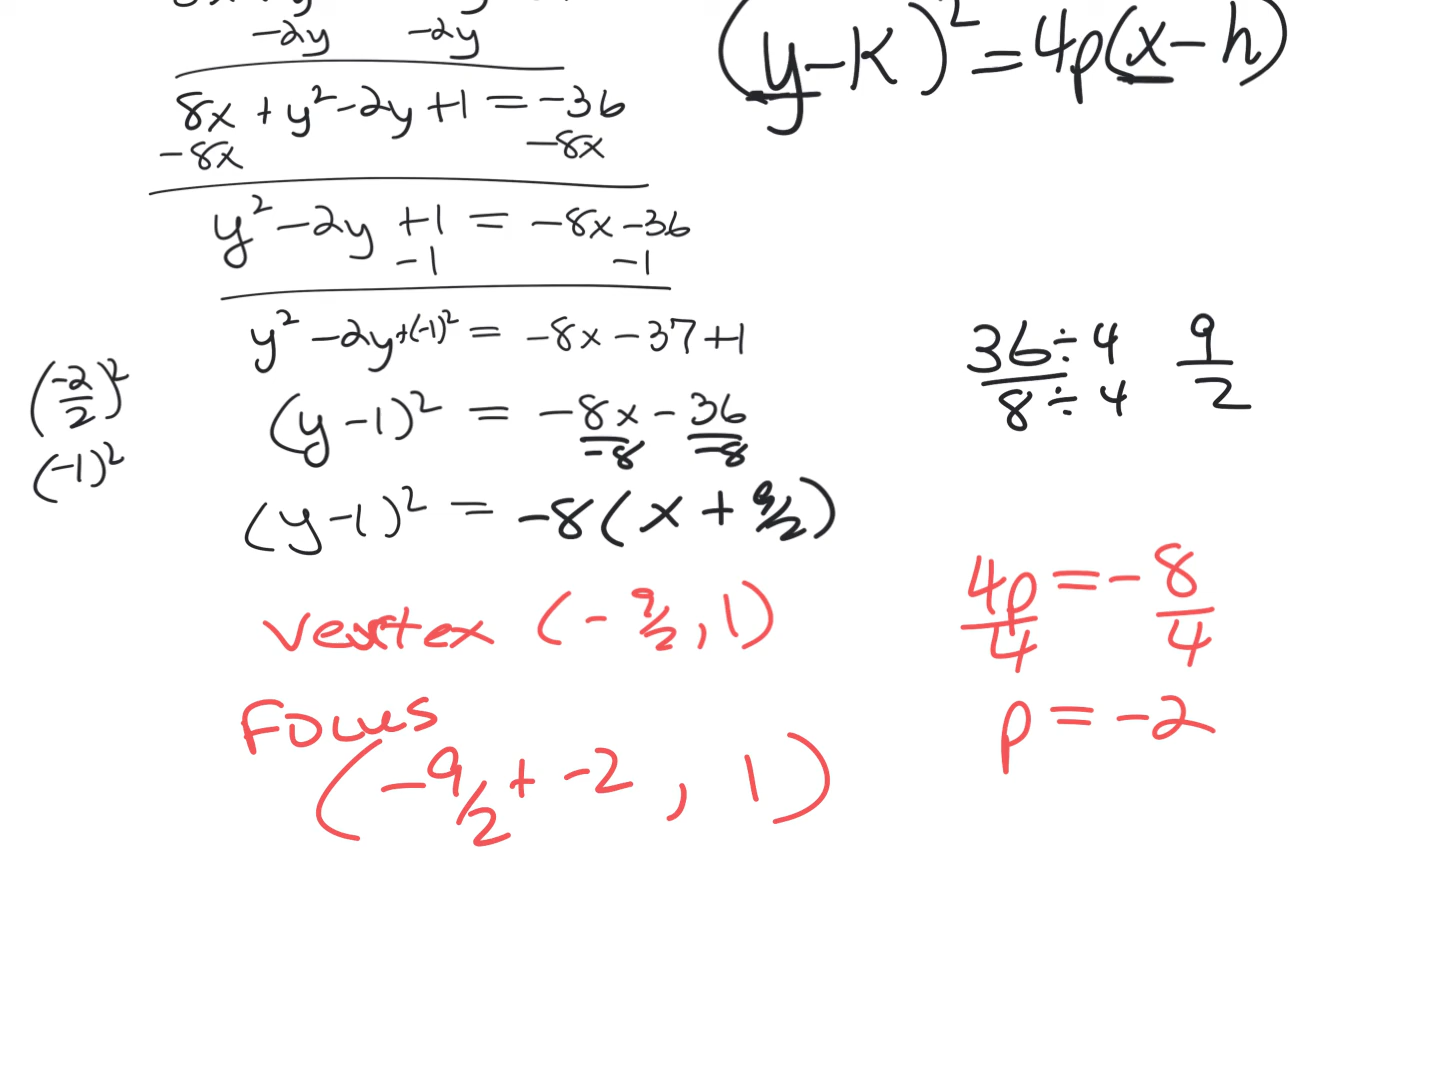 -2y -2y
8x + y² - 2y + 1 = -36
-8x -8x
y² - 2y + 1 = -8x - 36
-1 -1
y² - 2y + (-1)² = -8x - 37 + 1
(y - 1)² = -8x/-8 - 36/-8
(y - 1)² = -8(x + 9/2)
vertex (-9/2, 1)
Focus
(-9/2 + -2, 1)
(-2/2)²
(-1)²
(y - k)² = 4p(x - h)
36 ÷ 4 / 8 ÷ 4 9/2
4p/4 = -8/4
p = -2